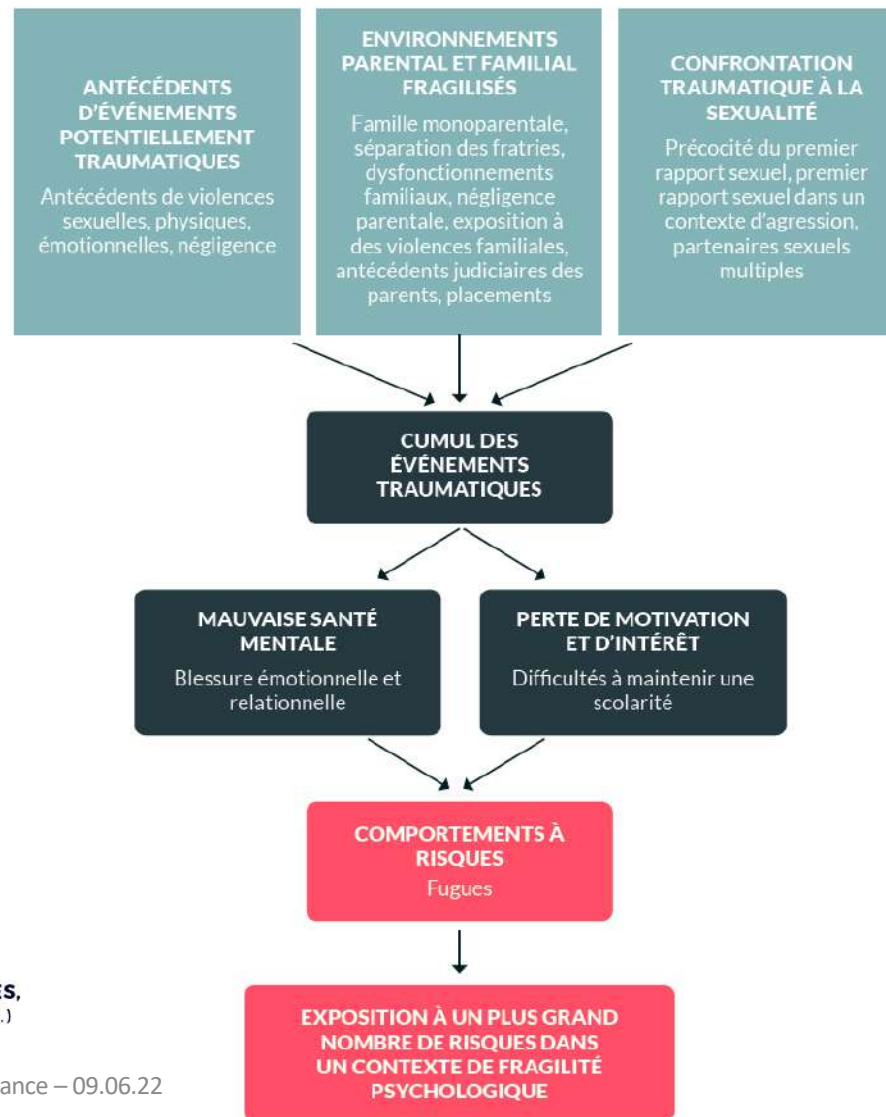 ANTÉCÉDENTS
D'ÉVÉNEMENTS
POTENTIELLEMENT
TRAUMATIQUES
Antécédents de violences
sexuelles, physiques,
émotionnelles, négligence
ENVIRONNEMENTS
PARENTAL ET FAMILIAL
FRAGILISÉS
Famille monoparentale,
séparation des fratries,
dysfonctionnements
familiaux, négligence
parentale, exposition à
des violences familiales,
antécédents judiciaires des
parents, placements
CONFRONTATION
TRAUMATIQUE À LA
SEXUALITÉ
Précocité du premier
rapport sexuel, premier
rapport sexuel dans un
contexte d'agression,
partenaires sexuels
multiples
CUMUL DES
ÉVÉNEMENTS
TRAUMATIQUES
MAUVAISE SANTÉ
MENTALE
Blessure émotionnelle et
relationnelle
PERTE DE MOTIVATION
ET D'INTÉRÊT
Difficultés à maintenir une
scolarité
COMPORTEMENTS À
RISQUES
Fugues
EXPOSITION À UN PLUS GRAND
NOMBRE DE RISQUES DANS
UN CONTEXTE DE FRAGILITÉ
PSYCHOLOGIQUE
ES,
.)
ance – 09.06.22